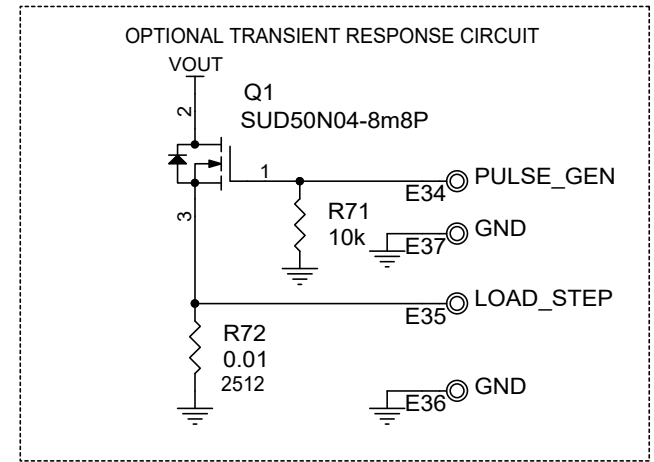 OPTIONAL TRANSIENT RESPONSE CIRCUIT
VOUT
2
Q1
SUD50N04-8m8P
1
E34
PULSE_GEN
3
R71
10k
E37
GND
E35
LOAD_STEP
R72
0.01
2512
E36
GND